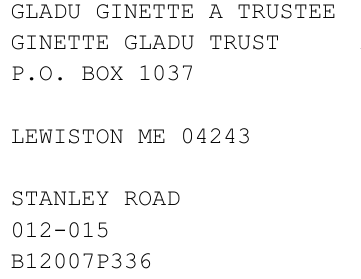 GLADU GINETTE A TRUSTEE
GINETTE GLADU TRUST
P.O. BOX 1037
LEWISTON ME 04243
STANLEY ROAD
012-015
B12007P336